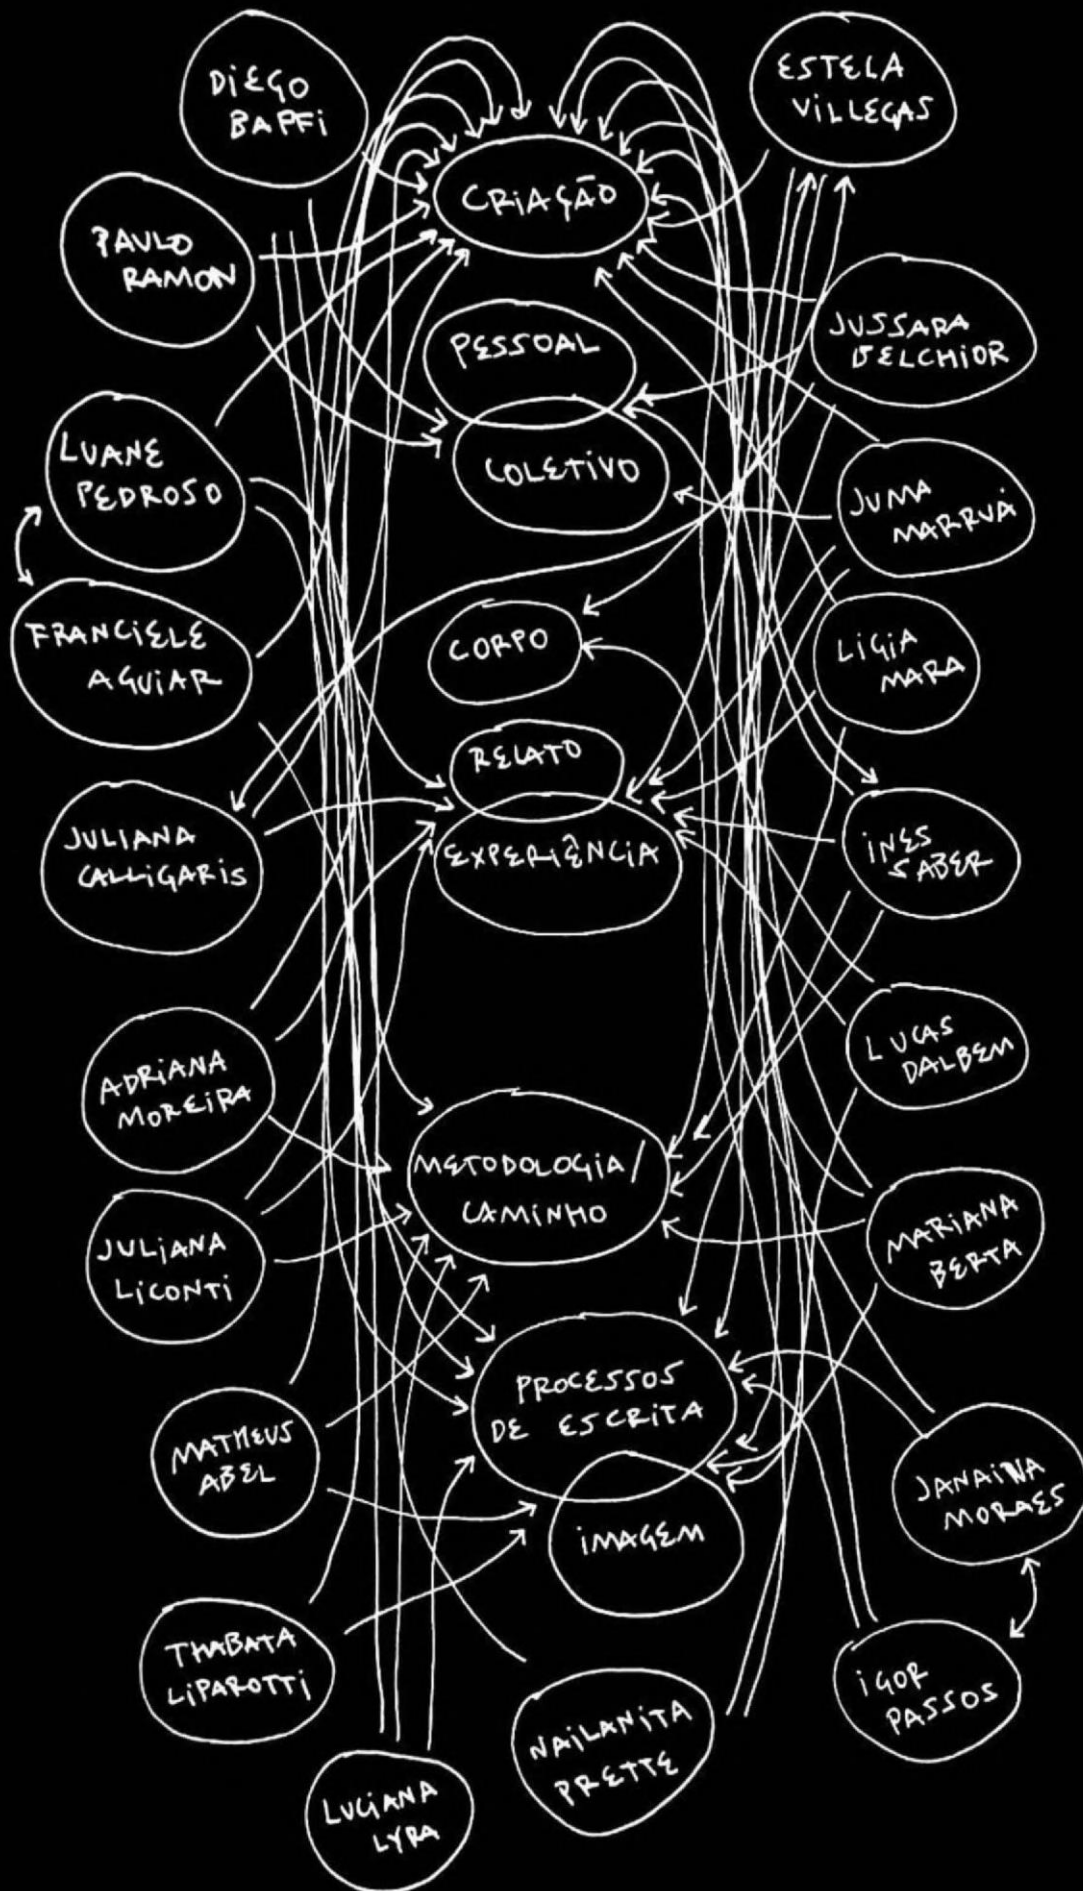 DIEGO
BAFFI
ESTELA
VILLEGAS
CRIAÇÃO
PAULO
RAMON
PESSOAL
JUSSARA
BELCHIOR
COLETIVO
LUANE
PEDROSO
JUMA
MARRUÁ
FRANCIELE
AGUIAR
CORPO
LIGIA
MARA
RELATO
EXPERIÊNCIA
JULIANA
CALLIGARIS
INES
SABER
ADRIANA
MOREIRA
LUCAS
DALBEM
METODOLOGIA/
CAMINHO
JULIANA
LICONTI
MARIANA
BERTA
PROCESSOS
DE ESCRITA
MATHEUS
ABEL
IMAGEM
JANAINA
MORAES
THABATA
LIPAROTTI
IGOR
PASSOS
NAILANITA
PRETTE
LUCIANA
LYRA